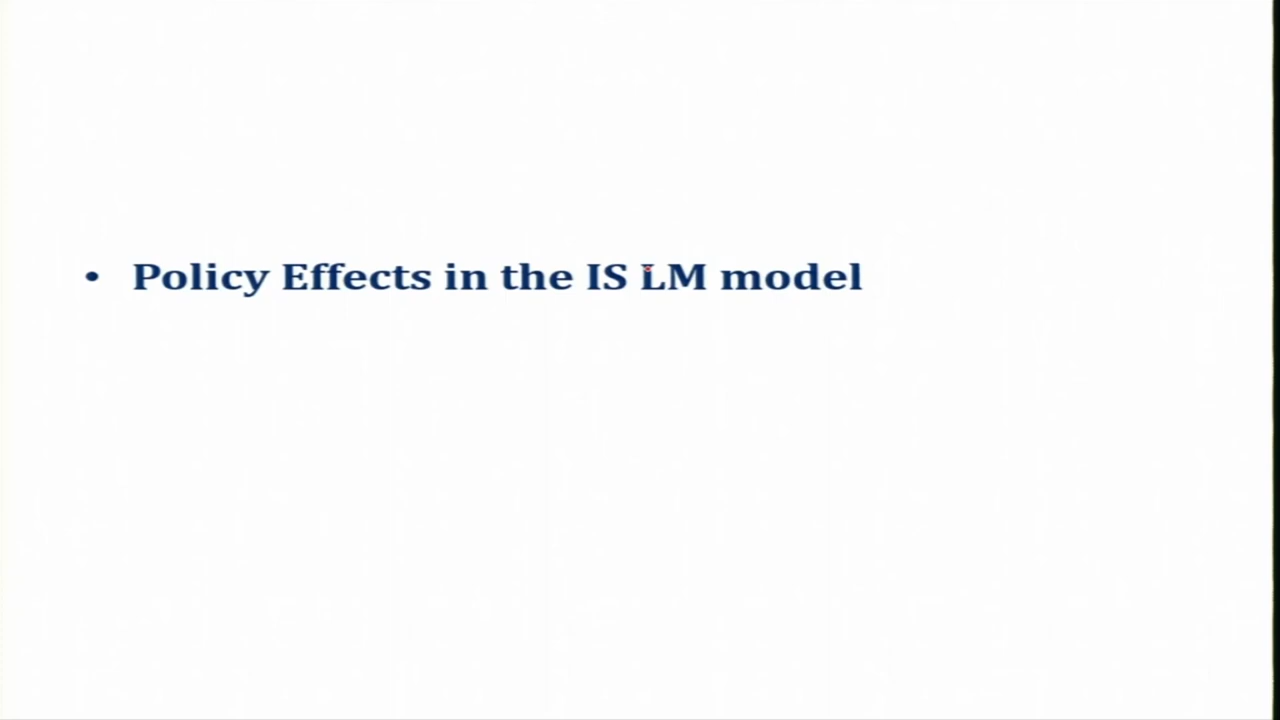 • Policy Effects in the IS LM model